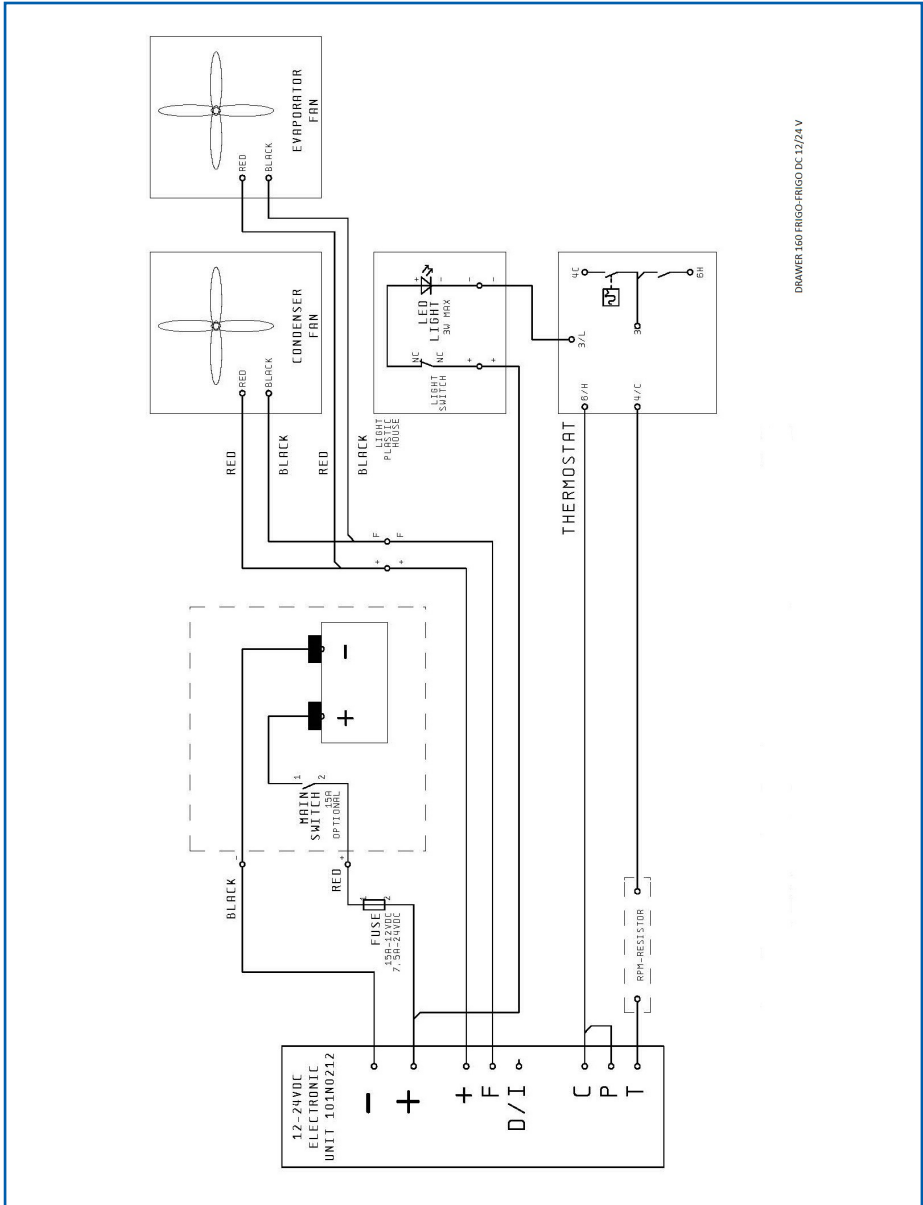 EVAPORATOR
FAN
RED
BLACK
CONDENSER
FAN
RED
BLACK
RED
BLACK
RED
BLACK
LIGHT
PLASTIC
HOUSE
LED
LIGHT
3W MAX
+
-
-
-
NC
NC
LIGHT
SWITCH
+
+
THERMOSTAT
3/L
6/H
4/C
4C
3
6H
F
F
+
+
-
+
1
2
MAIN
SWITCH
15A
OPTIONAL
-
+
BLACK
RED
1
2
FUSE
15A-12VDC
7.5A-24VDC
RPM-RESISTOR
12-24VDC
ELECTRONIC
UNIT 101N0212
-
+
+
F
D/I
C
P
T
DRAWER 160 FRIGO-FRIGO DC 12/24 V